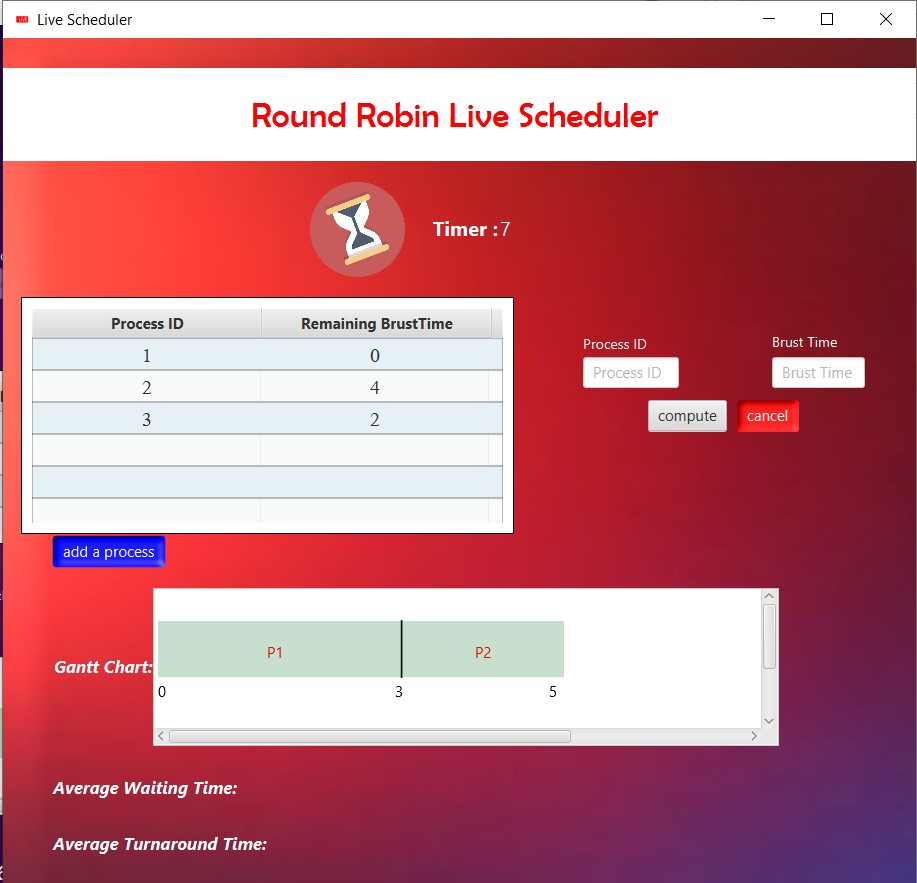 Live Scheduler
Round Robin Live Scheduler
Timer :7
Process ID Remaining BrustTime
1 0
2 4
3 2
Process ID Brust Time
Process ID Brust Time
compute cancel
add a process
Gantt Chart:
P1 P2
0 3 5
Average Waiting Time:
Average Turnaround Time: